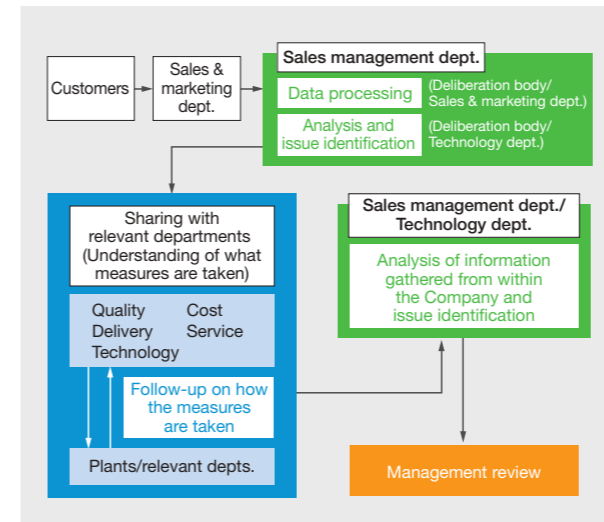 Customers
Sales &
marketing
dept.
Sales management dept.
Data processing
(Deliberation body/
Sales & marketing dept.)
Analysis and
issue identification
(Deliberation body/
Technology dept.)
Sharing with
relevant departments
(Understanding of what
measures are taken)
Quality Cost
Delivery Service
Technology
Follow-up on how
the measures
are taken
Plants/relevant depts.
Sales management dept./
Technology dept.
Analysis of information
gathered from within
the Company and
issue identification
Management review